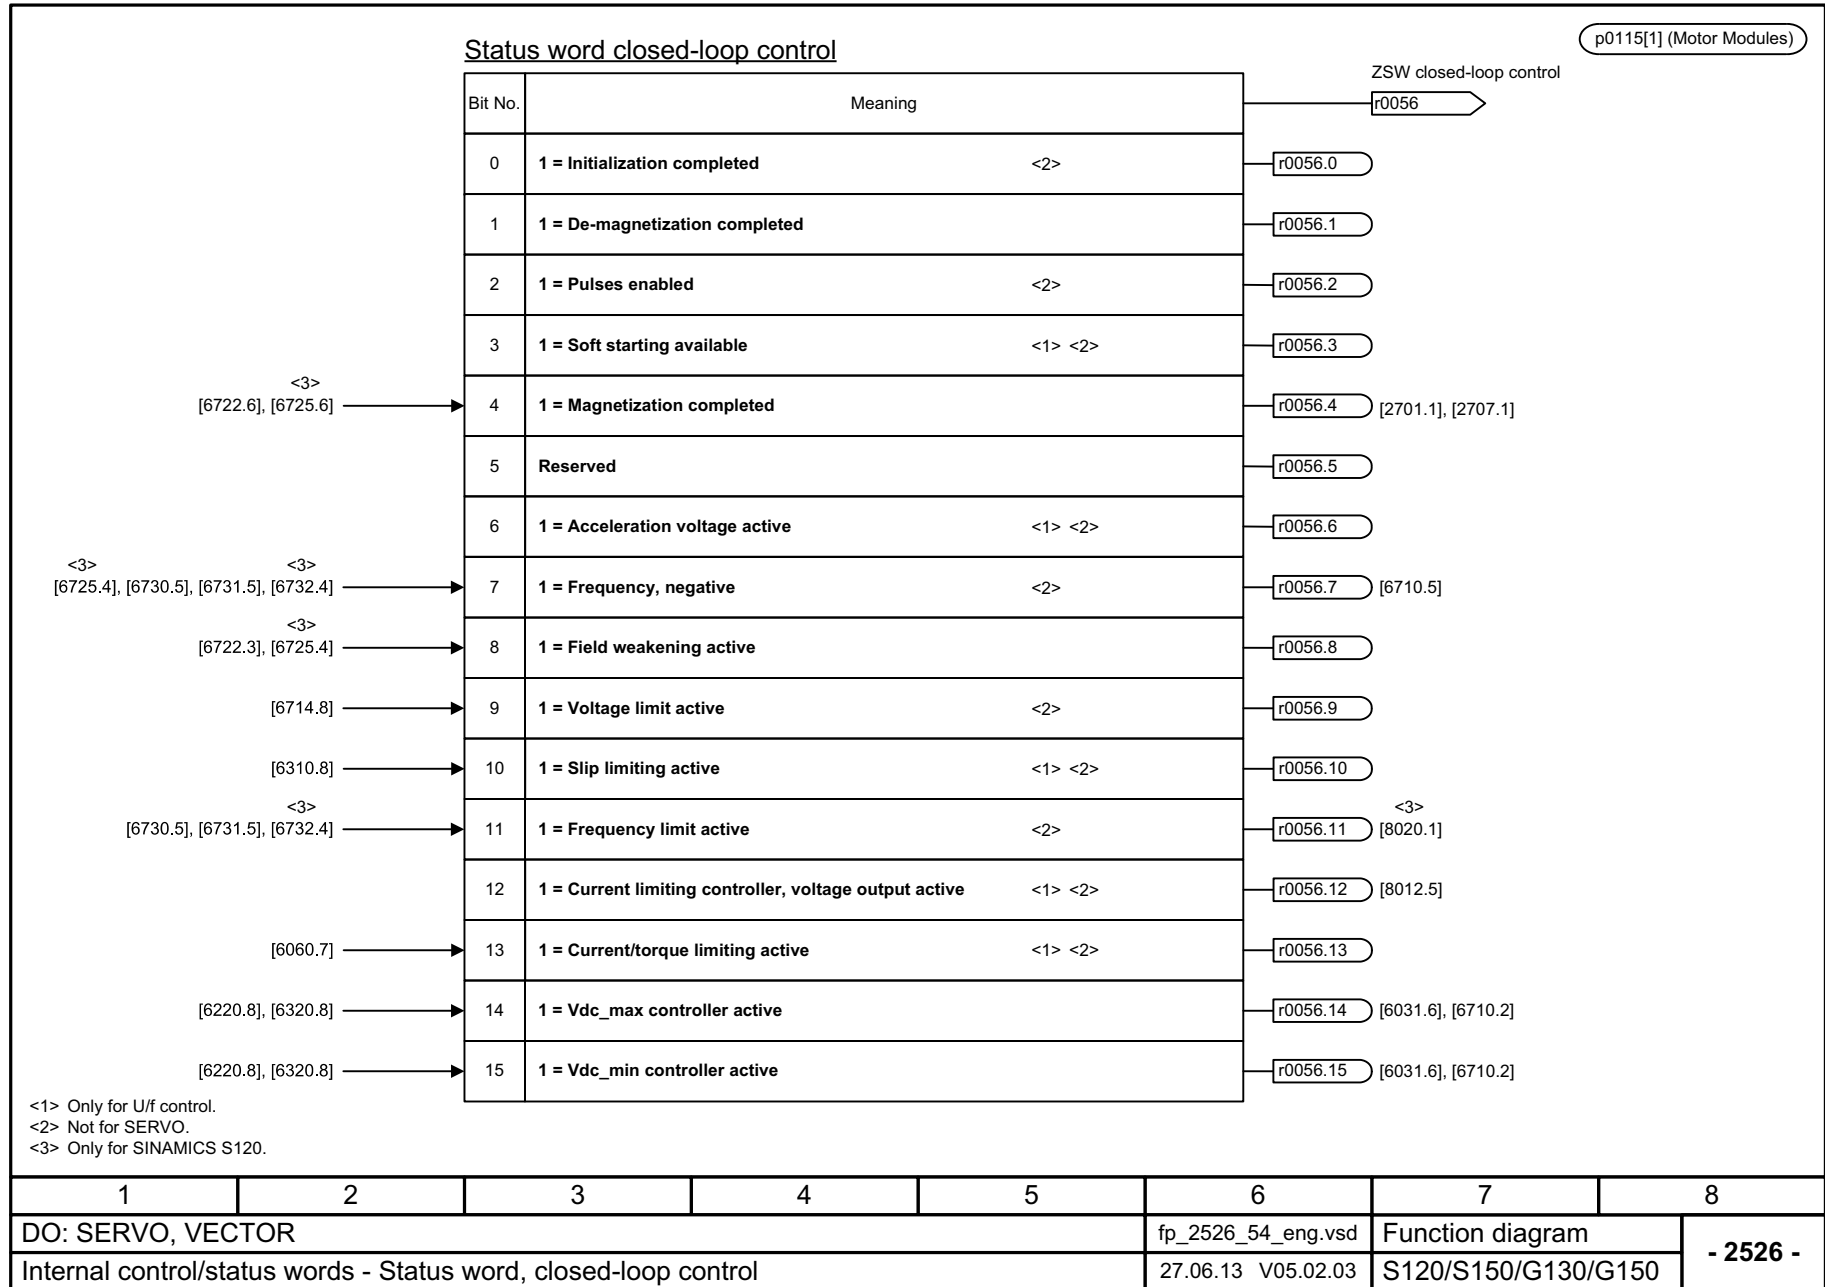 p0115[1] (Motor Modules)
Status word closed-loop control
ZSW closed-loop control
Bit No. Meaning r0056
0 1 = Initialization completed <2> r0056.0
1 1 = De-magnetization completed r0056.1
2 1 = Pulses enabled <2> r0056.2
3 1 = Soft starting available <1> <2> r0056.3
<3>
[6722.6], [6725.6] 4 1 = Magnetization completed r0056.4 [2701.1], [2707.1]
5 Reserved r0056.5
6 1 = Acceleration voltage active <1> <2> r0056.6
<3> <3>
[6725.4], [6730.5], [6731.5], [6732.4] 7 1 = Frequency, negative <2> r0056.7 [6710.5]
<3>
[6722.3], [6725.4] 8 1 = Field weakening active r0056.8
[6714.8] 9 1 = Voltage limit active <2> r0056.9
[6310.8] 10 1 = Slip limiting active <1> <2> r0056.10
<3> <3>
[6730.5], [6731.5], [6732.4] 11 1 = Frequency limit active <2> r0056.11 [8020.1]
12 1 = Current limiting controller, voltage output active <1> <2> r0056.12 [8012.5]
[6060.7] 13 1 = Current/torque limiting active <1> <2> r0056.13
[6220.8], [6320.8] 14 1 = Vdc_max controller active r0056.14 [6031.6], [6710.2]
[6220.8], [6320.8] 15 1 = Vdc_min controller active r0056.15 [6031.6], [6710.2]
<1> Only for U/f control.
<2> Not for SERVO.
<3> Only for SINAMICS S120.
1 2 3 4 5 6 7 8
DO: SERVO, VECTOR fp_2526_54_eng.vsd Function diagram - 2526 -
Internal control/status words - Status word, closed-loop control 27.06.13 V05.02.03 S120/S150/G130/G150